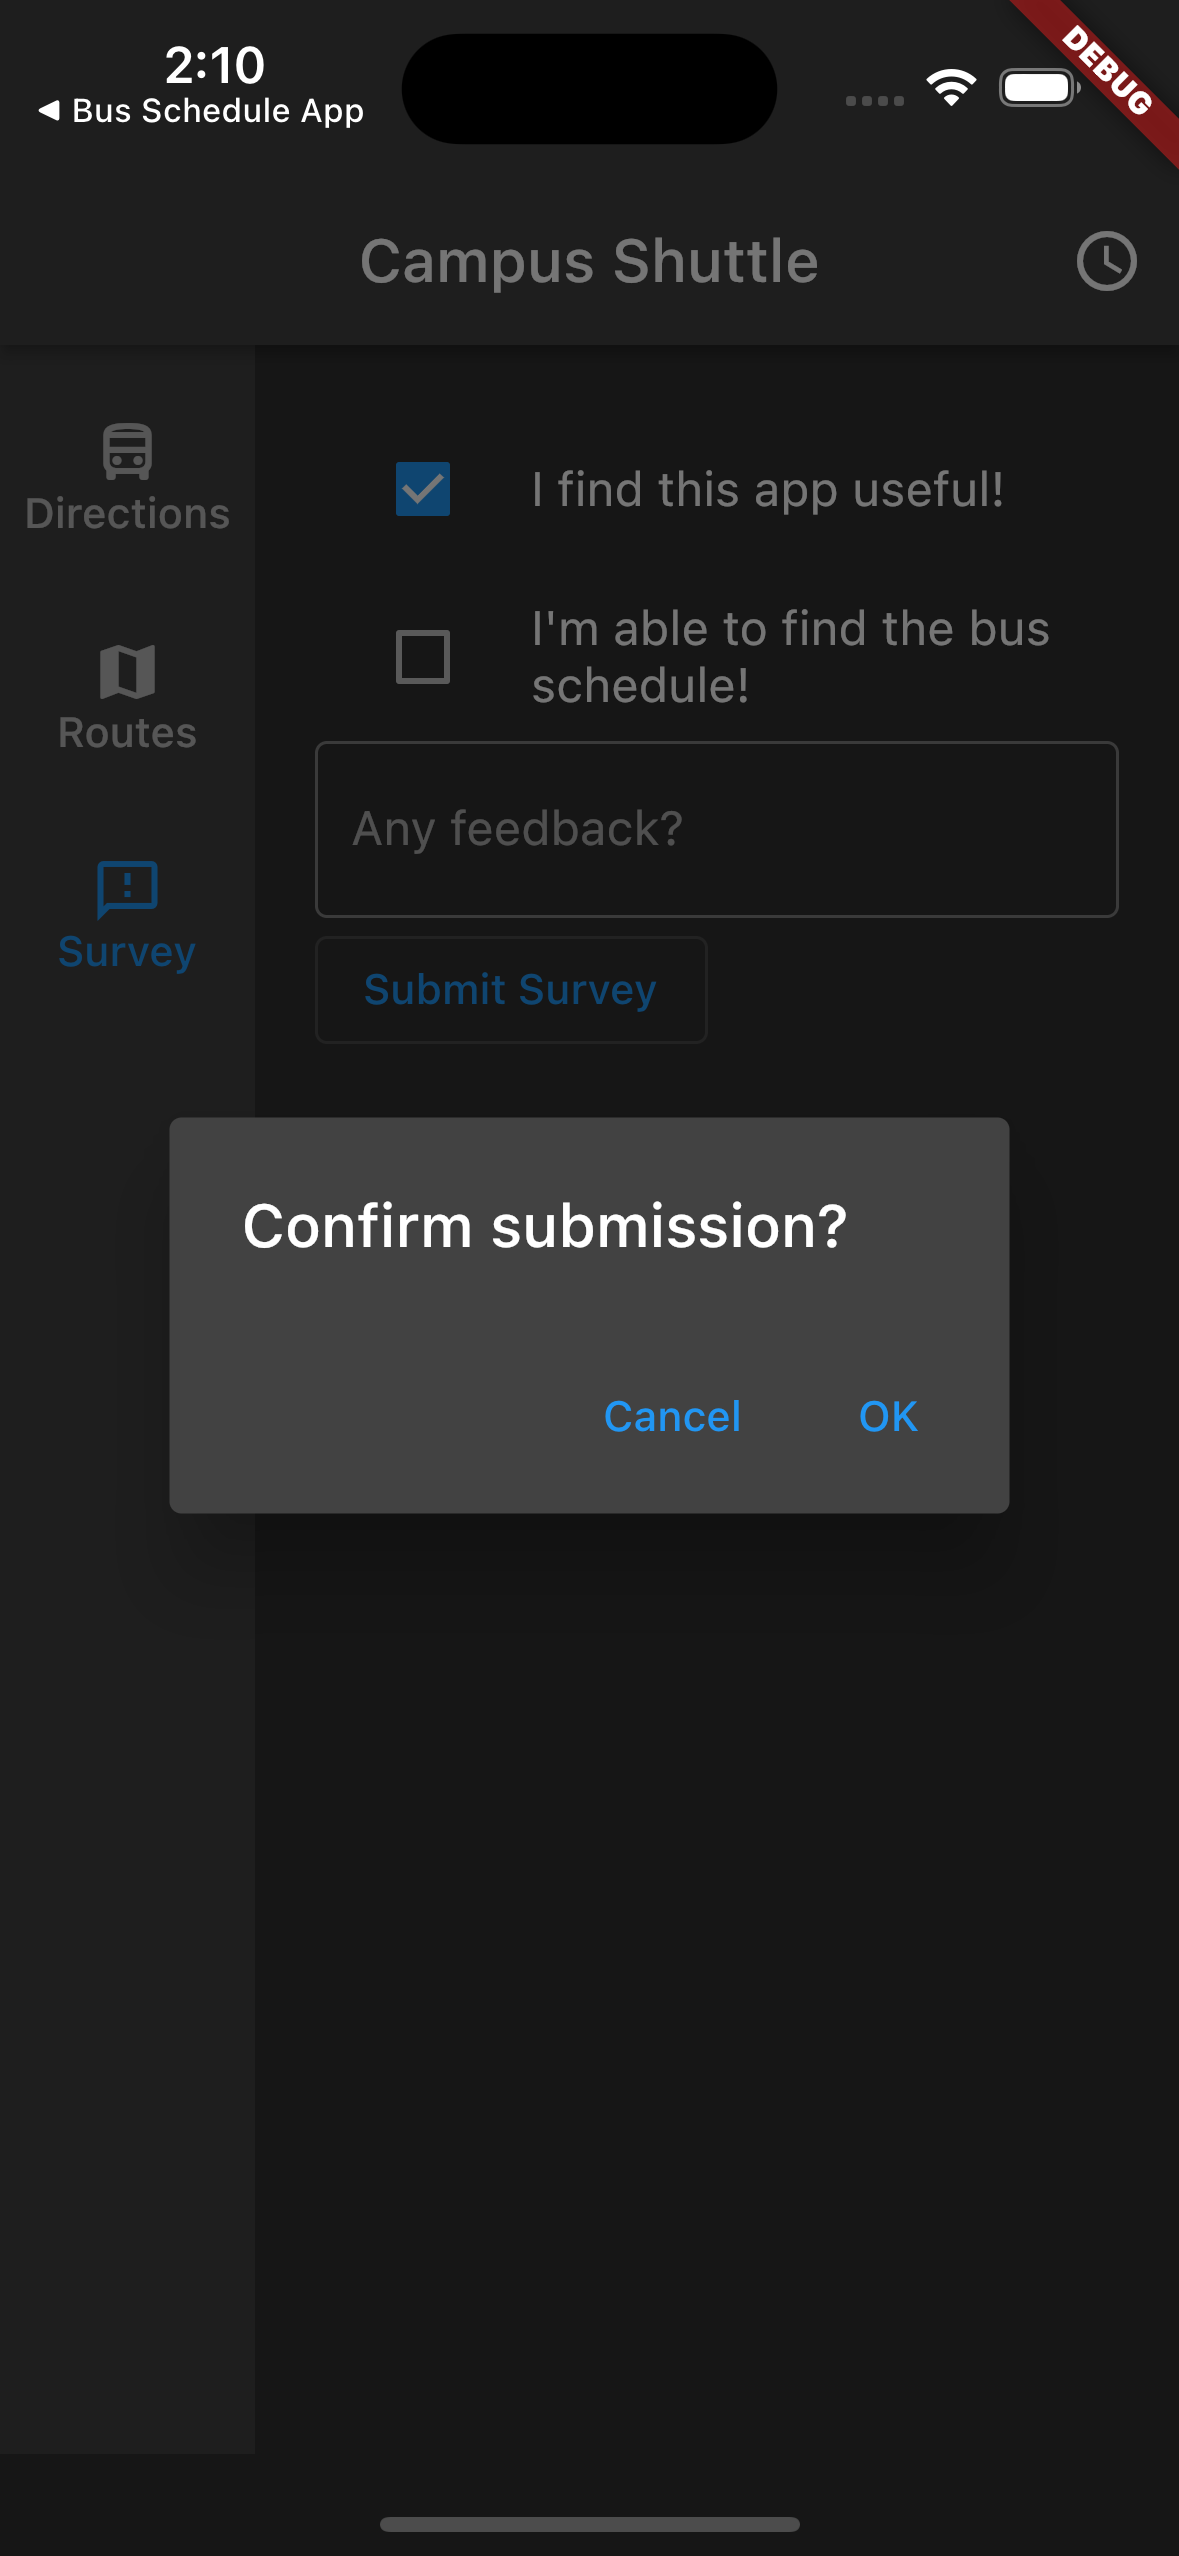 2:10
DEBUG
◀ Bus Schedule App
Campus Shuttle
Directions
Routes
Survey
I find this app useful!
I'm able to find the bus
schedule!
Any feedback?
Submit Survey
Confirm submission?
Cancel
OK